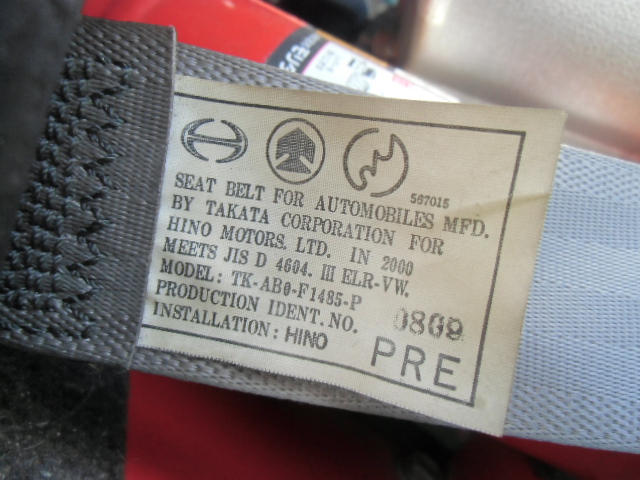 567015
SEAT BELT FOR AUTOMOBILES MFD.
BY TAKATA CORPORATION FOR
HINO MOTORS, LTD. IN 2000
MEETS JIS D 4604. III ELR-VW.
MODEL: TK-AB0-F1485-P
PRODUCTION IDENT. NO. 0809
INSTALLATION: HINO
PRE